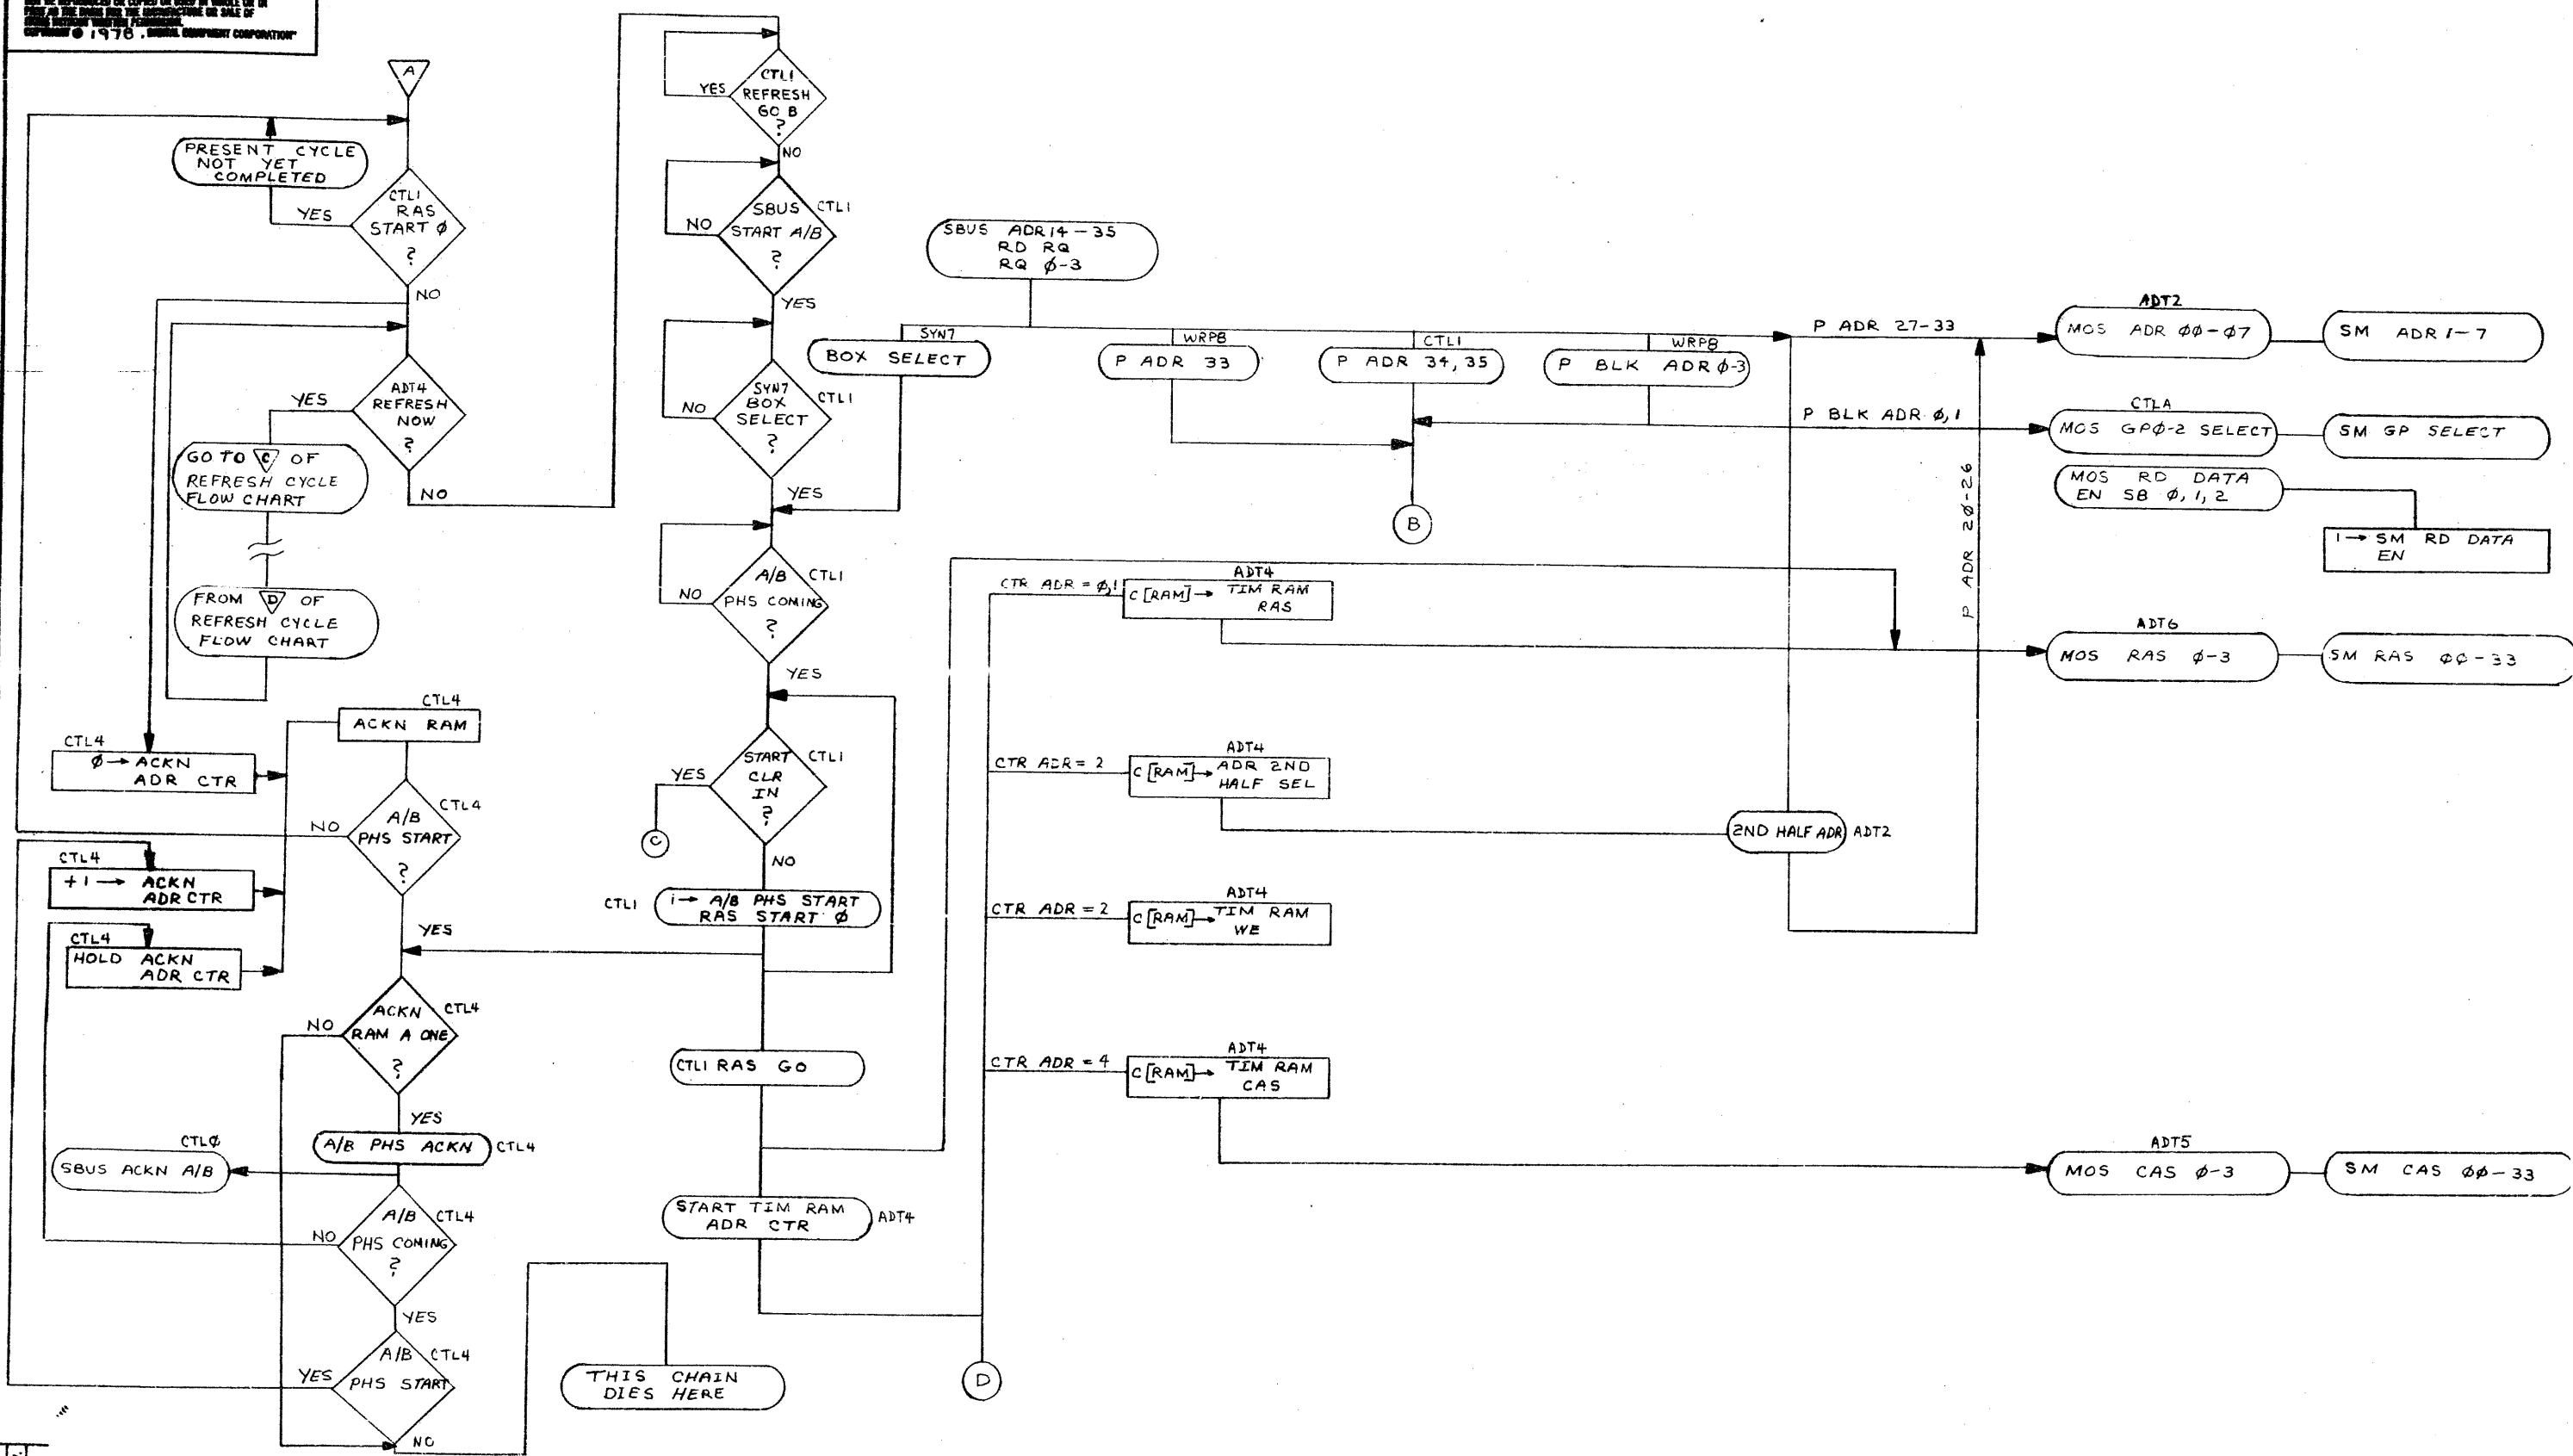 COPYRIGHT © 1978, DIGITAL EQUIPMENT CORPORATION"
A
PRESENT CYCLE
NOT YET
COMPLETED
CTL1
RAS
START Ø
?
YES
NO
ADT4
REFRESH
NOW
?
YES
NO
GO TO C OF
REFRESH CYCLE
FLOW CHART
FROM D OF
REFRESH CYCLE
FLOW CHART
CTL4
ACKN RAM
CTL4
Ø→ACKN
ADR CTR
A/B
PHS START
?
CTL4
NO
YES
CTL4
+1→ ACKN
ADR CTR
CTL4
HOLD ACKN
ADR CTR
ACKN
RAM A ONE
?
CTL4
NO
YES
A/B PHS ACKN
CTL4
CTLØ
SBUS ACKN A/B
A/B
PHS COMING
?
CTL4
NO
YES
A/B
PHS START
CTL4
YES
NO
THIS CHAIN
DIES HERE
CTL1
REFRESH
GO B
?
YES
NO
SBUS
START A/B
?
CTL1
NO
YES
SYN7
BOX
SELECT
?
CTL1
NO
YES
A/B
PHS COMING
?
CTL1
NO
YES
START
CLR
IN
?
CTL1
YES
C
NO
CTL1
1→ A/B PHS START
RAS START Ø
CTL1 RAS GO
START TIM RAM
ADR CTR
ADT4
SBUS ADR14-35
RD RQ
RQ Ø-3
SYN7
BOX SELECT
WRP8
P ADR 33
CTL1
P ADR 34,35
WRP8
P BLK ADR Ø-3
B
P ADR 27-33
P BLK ADR Ø,1
P ADR 2Ø-26
ADT2
MOS ADR ØØ-Ø7
SM ADR 1-7
CTLA
MOS GPØ-2 SELECT
SM GP SELECT
MOS RD DATA
EN SB Ø,1,2
1→ SM RD DATA
EN
CTR ADR = Ø,1
ADT4
C[RAM]→ TIM RAM
RAS
ADT6
MOS RAS Ø-3
SM RAS ØØ-33
CTR ADR = 2
ADT4
C[RAM]→ ADR 2ND
HALF SEL
2ND HALF ADR
ADT2
CTR ADR = 2
ADT4
C[RAM]→ TIM RAM
WE
CTR ADR = 4
ADT4
C[RAM]→ TIM RAM
CAS
ADT5
MOS CAS Ø-3
SM CAS ØØ-33
D